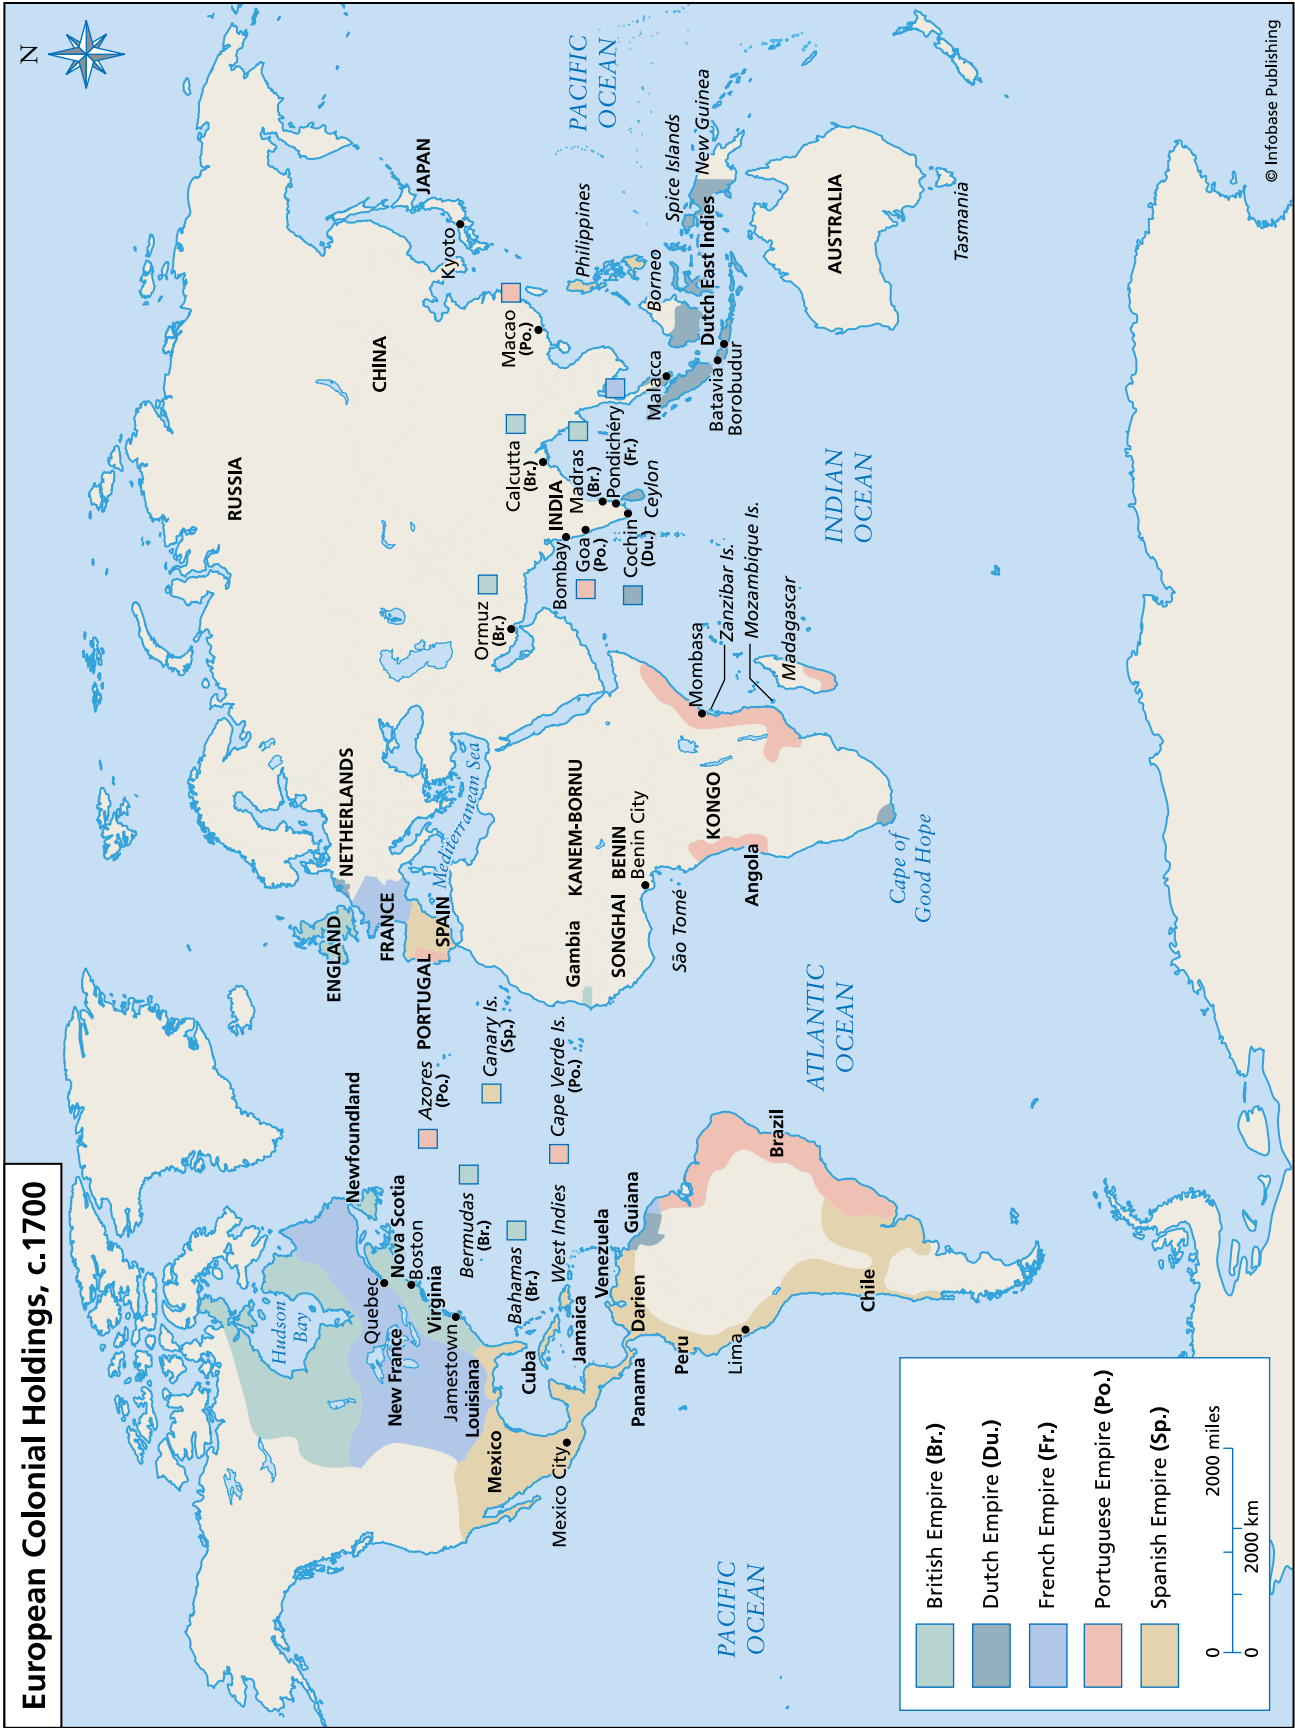 European Colonial Holdings, c.1700
N
Hudson
Bay
Newfoundland
Quebec
New France
Nova Scotia
Boston
Virginia
Jamestown
Louisiana
Mexico
Mexico City
Bermudas
(Br.)
Bahamas
(Br.)
West Indies
Cuba
Jamaica
Panama
Darien
Venezuela
Guiana
Peru
Lima
Brazil
Chile
PACIFIC
OCEAN
ATLANTIC
OCEAN
Azores
(Po.)
Canary Is.
(Sp.)
Cape Verde Is.
(Po.)
ENGLAND
NETHERLANDS
FRANCE
PORTUGAL
SPAIN
Mediterranean Sea
Gambia
KANEM-BORNU
SONGHAI
BENIN
Benin City
São Tomé
KONGO
Angola
Cape of
Good Hope
Mombasa
Zanzibar Is.
Mozambique Is.
Madagascar
RUSSIA
CHINA
JAPAN
Kyoto
Ormuz
(Br.)
Calcutta
(Br.)
INDIA
Bombay
Goa
(Po.)
Madras
(Br.)
Pondichéry
(Fr.)
Cochin
(Du.)
Ceylon
Macao
(Po.)
Philippines
Malacca
Borneo
Spice Islands
New Guinea
Dutch East Indies
Batavia
Borobudur
INDIAN
OCEAN
PACIFIC
OCEAN
AUSTRALIA
Tasmania
British Empire (Br.)
Dutch Empire (Du.)
French Empire (Fr.)
Portuguese Empire (Po.)
Spanish Empire (Sp.)
0 2000 miles
0 2000 km
© Infobase Publishing